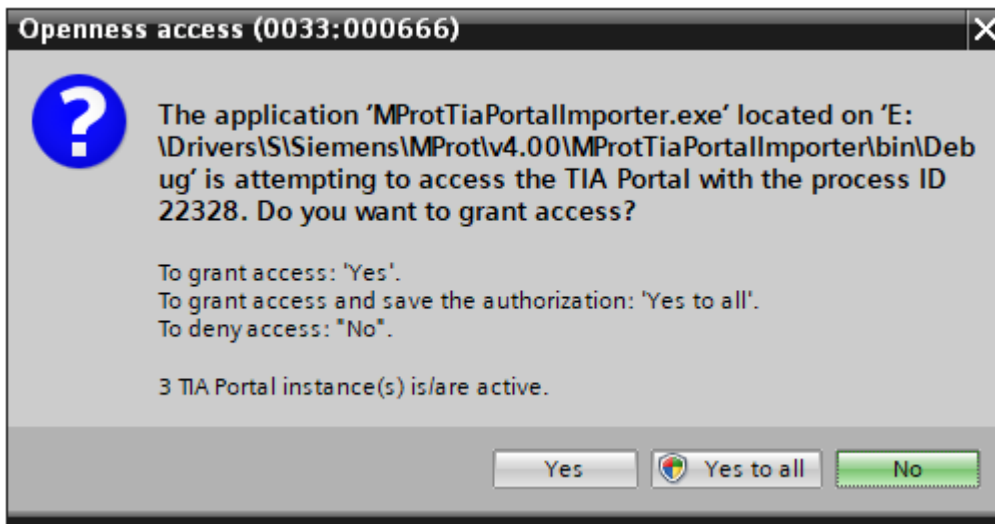 Openness access (0033:000666)
The application ‘MProtTiaPortalImporter.exe’ located on ‘E:
\Drivers\S\Siemens\MProt\v4.00\MProtTiaPortalImporter\bin\Deb
ug’ is attempting to access the TIA Portal with the process ID
22328. Do you want to grant access?
To grant access: 'Yes'.
To grant access and save the authorization: 'Yes to all'.
To deny access: "No".
3 TIA Portal instance(s) is/are active.
Yes
Yes to all
No